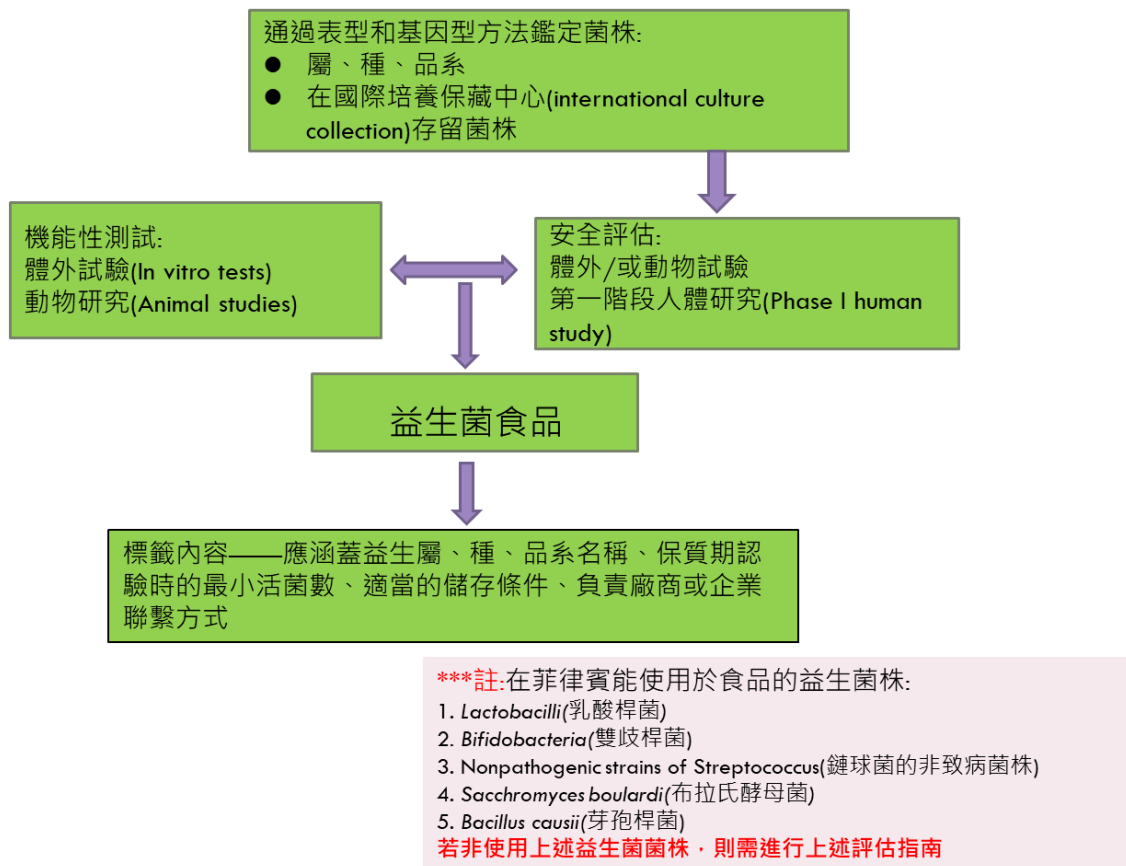 通過表型和基因型方法鑑定菌株:
● 屬、種、品系
● 在國際培養保藏中心(international culture
collection)存留菌株
機能性測試:
體外試驗(In vitro tests)
動物研究(Animal studies)
安全評估:
體外/或動物試驗
第一階段人體研究(Phase I human
study)
益生菌食品
標籤內容——應涵蓋益生屬、種、品系名稱、保質期認
驗時的最小活菌數、適當的儲存條件、負責廠商或企業
聯繫方式
***註:在菲律賓能使用於食品的益生菌株:
1. Lactobacilli(乳酸桿菌)
2. Bifidobacteria(雙歧桿菌)
3. Nonpathogenic strains of Streptococcus(鏈球菌的非致病菌株)
4. Sacchromyces boulardi(布拉氏酵母菌)
5. Bacillus causii(芽孢桿菌)
若非使用上述益生菌菌株，則需進行上述評估指南